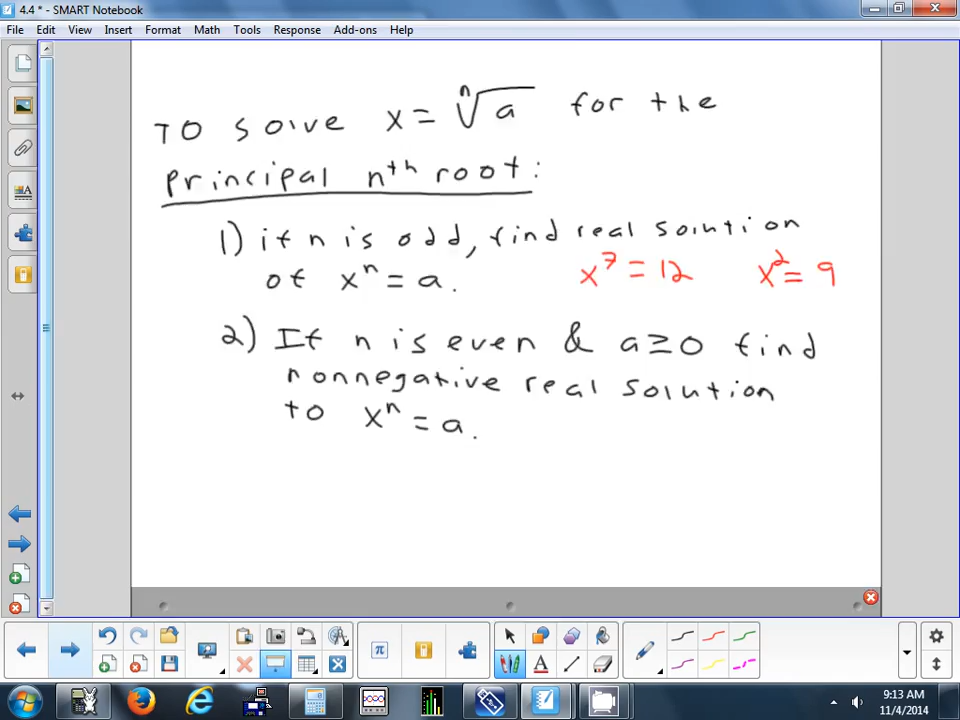 4.4 * - SMART Notebook
File Edit View Insert Format Math Tools Response Add-ons Help
To solve x = ⁿ√a for the
principal nth root:
1) if n is odd, find real solution
of xⁿ = a. x⁷ = 12 x² = 9
2) If n is even & a ≥ 0 find
nonnegative real solution
to xⁿ = a.
9:13 AM
11/4/2014